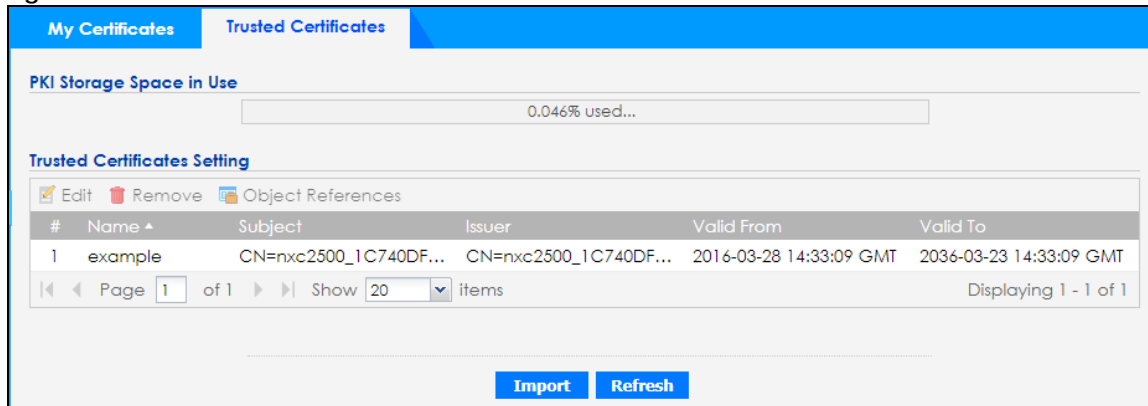 My Certificates Trusted Certificates
PKI Storage Space in Use
0.046% used...
Trusted Certificates Setting
Edit Remove Object References
# Name Subject Issuer Valid From Valid To
1 example CN=nxc2500_1C740DF... CN=nxc2500_1C740DF... 2016-03-28 14:33:09 GMT 2036-03-23 14:33:09 GMT
Page 1 of 1 Show 20 items Displaying 1 - 1 of 1
Import Refresh